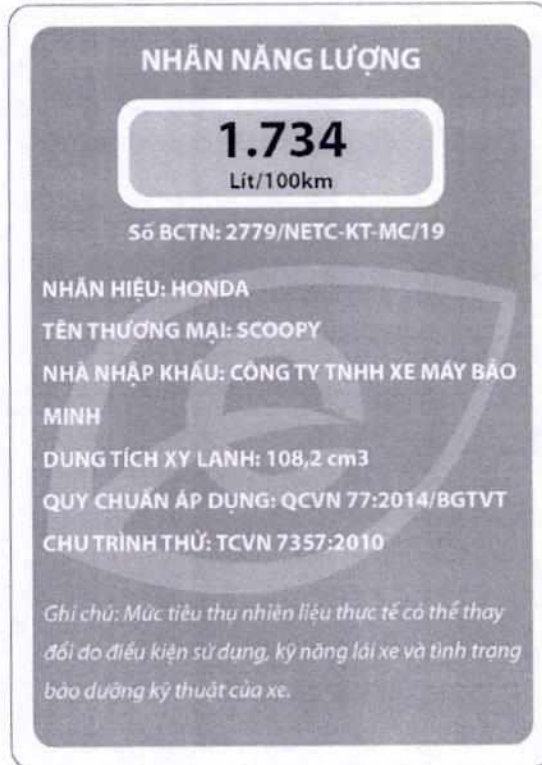 NHÃN NĂNG LƯỢNG
1.734
Lít/100km
Số BCTN: 2779/NETC-KT-MC/19
NHÃN HIỆU: HONDA
TÊN THƯƠNG MẠI: SCOOPY
NHÀ NHẬP KHẨU: CÔNG TY TNHH XE MÁY BẢO
MINH
DUNG TÍCH XY LANH: 108,2 cm3
QUY CHUẨN ÁP DỤNG: QCVN 77:2014/BGTVT
CHU TRÌNH THỬ: TCVN 7357:2010
Ghi chú: Mức tiêu thụ nhiên liệu thực tế có thể thay
đổi do điều kiện sử dụng, kỹ năng lái xe và tình trạng
bảo dưỡng kỹ thuật của xe.